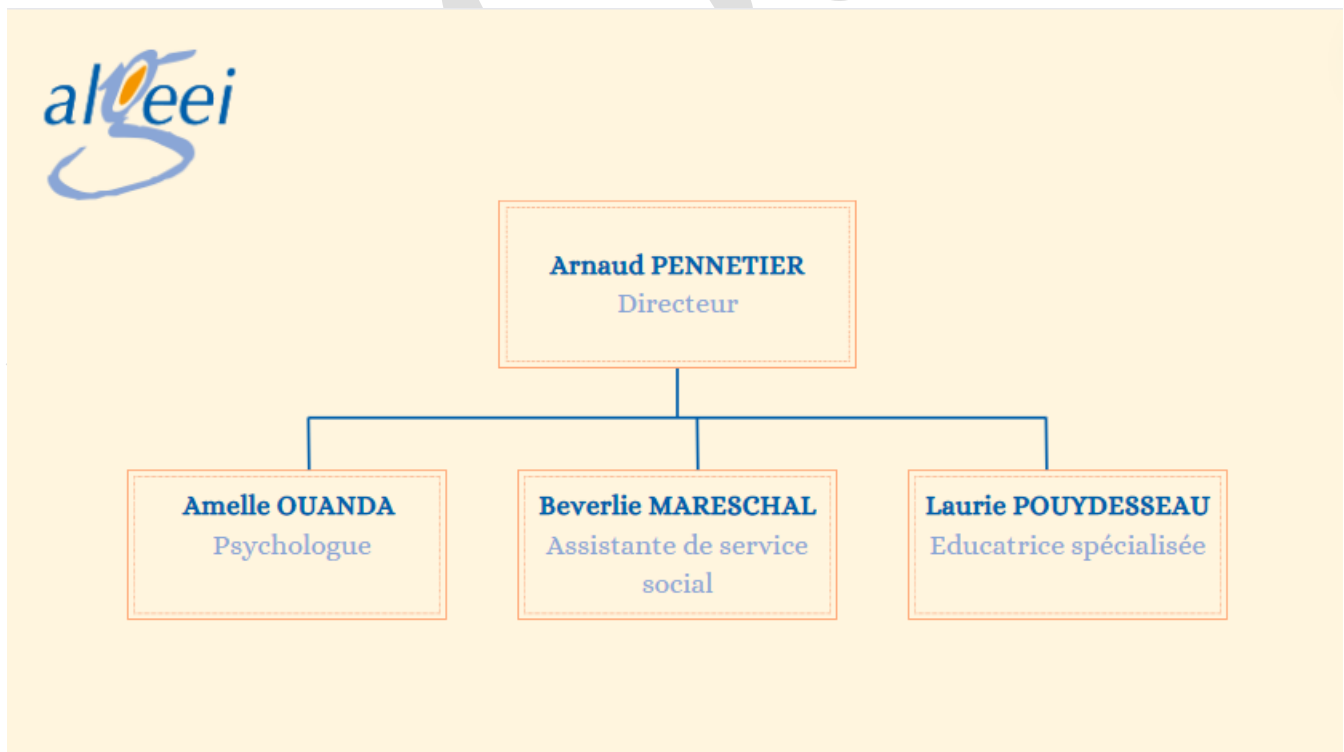 algeei
Arnaud PENNETIER
Directeur
Amelle OUANDA
Psychologue
Beverlie MARESCHAL
Assistante de service
social
Laurie POUYDESSEAU
Educatrice spécialisée